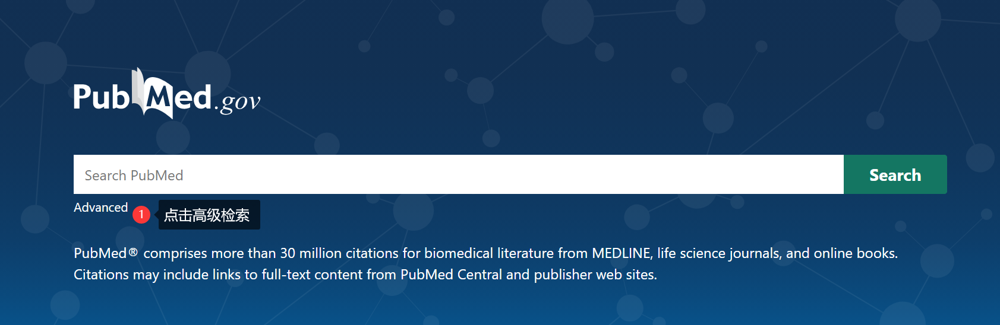 PubMed.gov
Search PubMed
Search
Advanced
1
点击高级检索
PubMed® comprises more than 30 million citations for biomedical literature from MEDLINE, life science journals, and online books.
Citations may include links to full-text content from PubMed Central and publisher web sites.